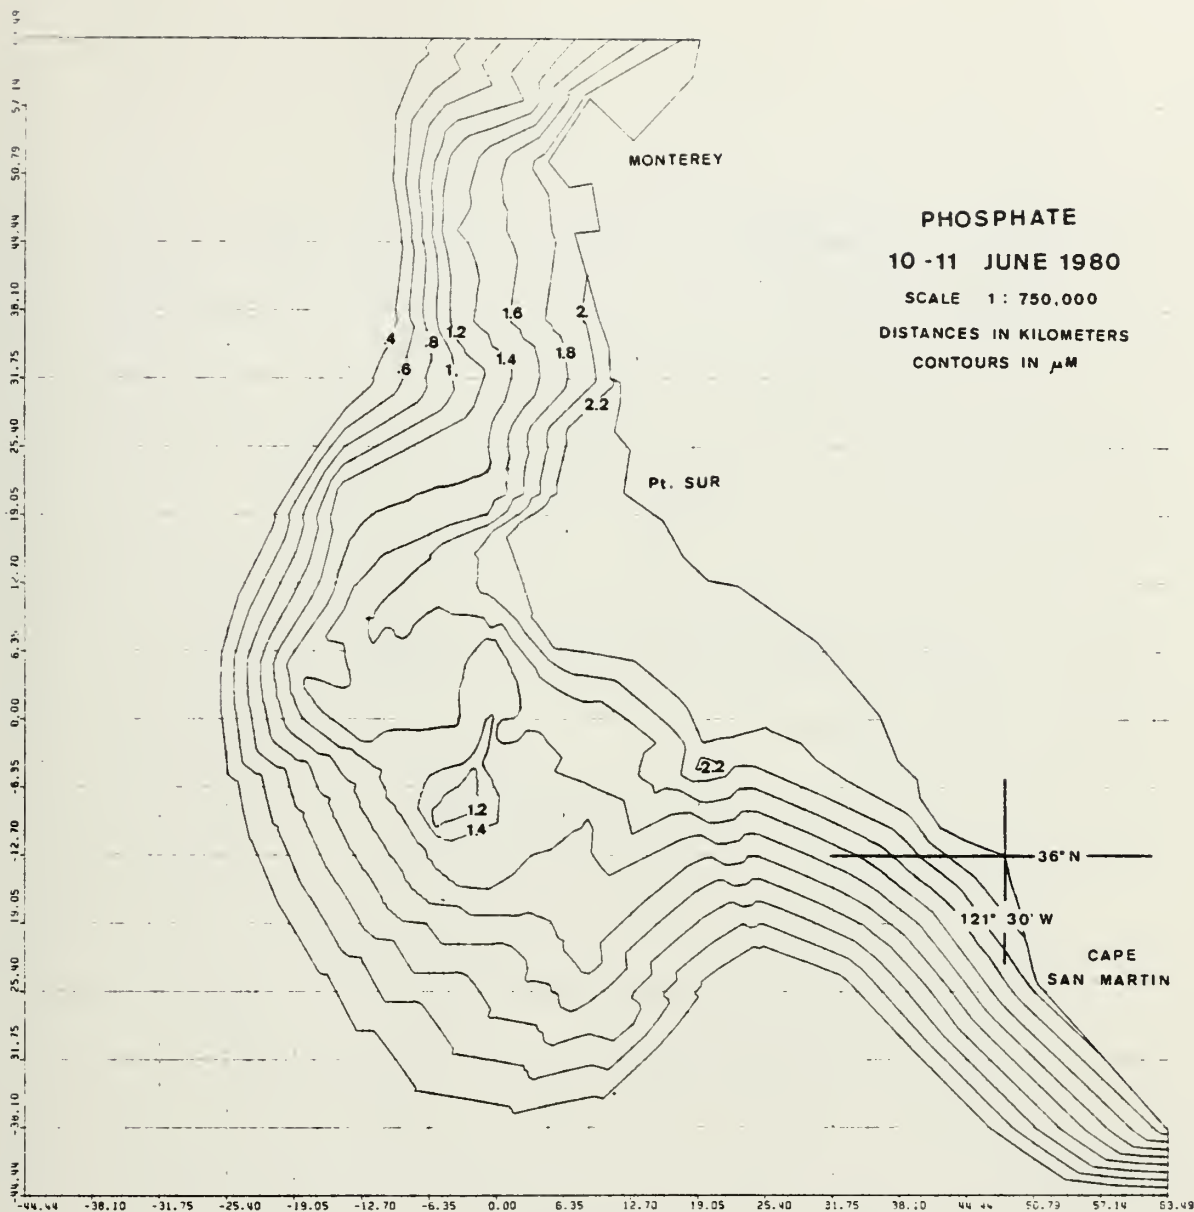 MONTEREY
PHOSPHATE
10-11 JUNE 1980
SCALE 1 : 750,000
DISTANCES IN KILOMETERS
CONTOURS IN μM
.4
.6
.8
1.
1.2
1.4
1.6
1.8
2.
2.2
Pt. SUR
2.2
1.2
1.4
36° N
121° 30' W
CAPE
SAN MARTIN
57.14
50.79
44.44
38.10
31.75
25.40
19.05
12.70
6.35
0.00
-6.35
-12.70
19.05
25.40
31.75
-38.10
-44.44
-44.44 -38.10 -31.75 -25.40 -19.05 -12.70 -6.35 0.00 6.35 12.70 19.05 25.40 31.75 38.10 44.44 50.79 57.14 63.49